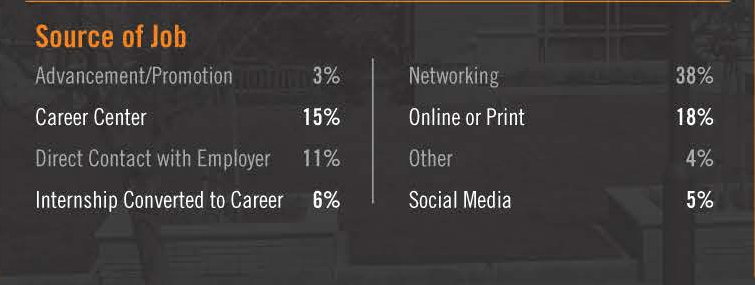 Source of Job
Advancement/Promotion 3%
Career Center 15%
Direct Contact with Employer 11%
Internship Converted to Career 6%
Networking 38%
Online or Print 18%
Other 4%
Social Media 5%